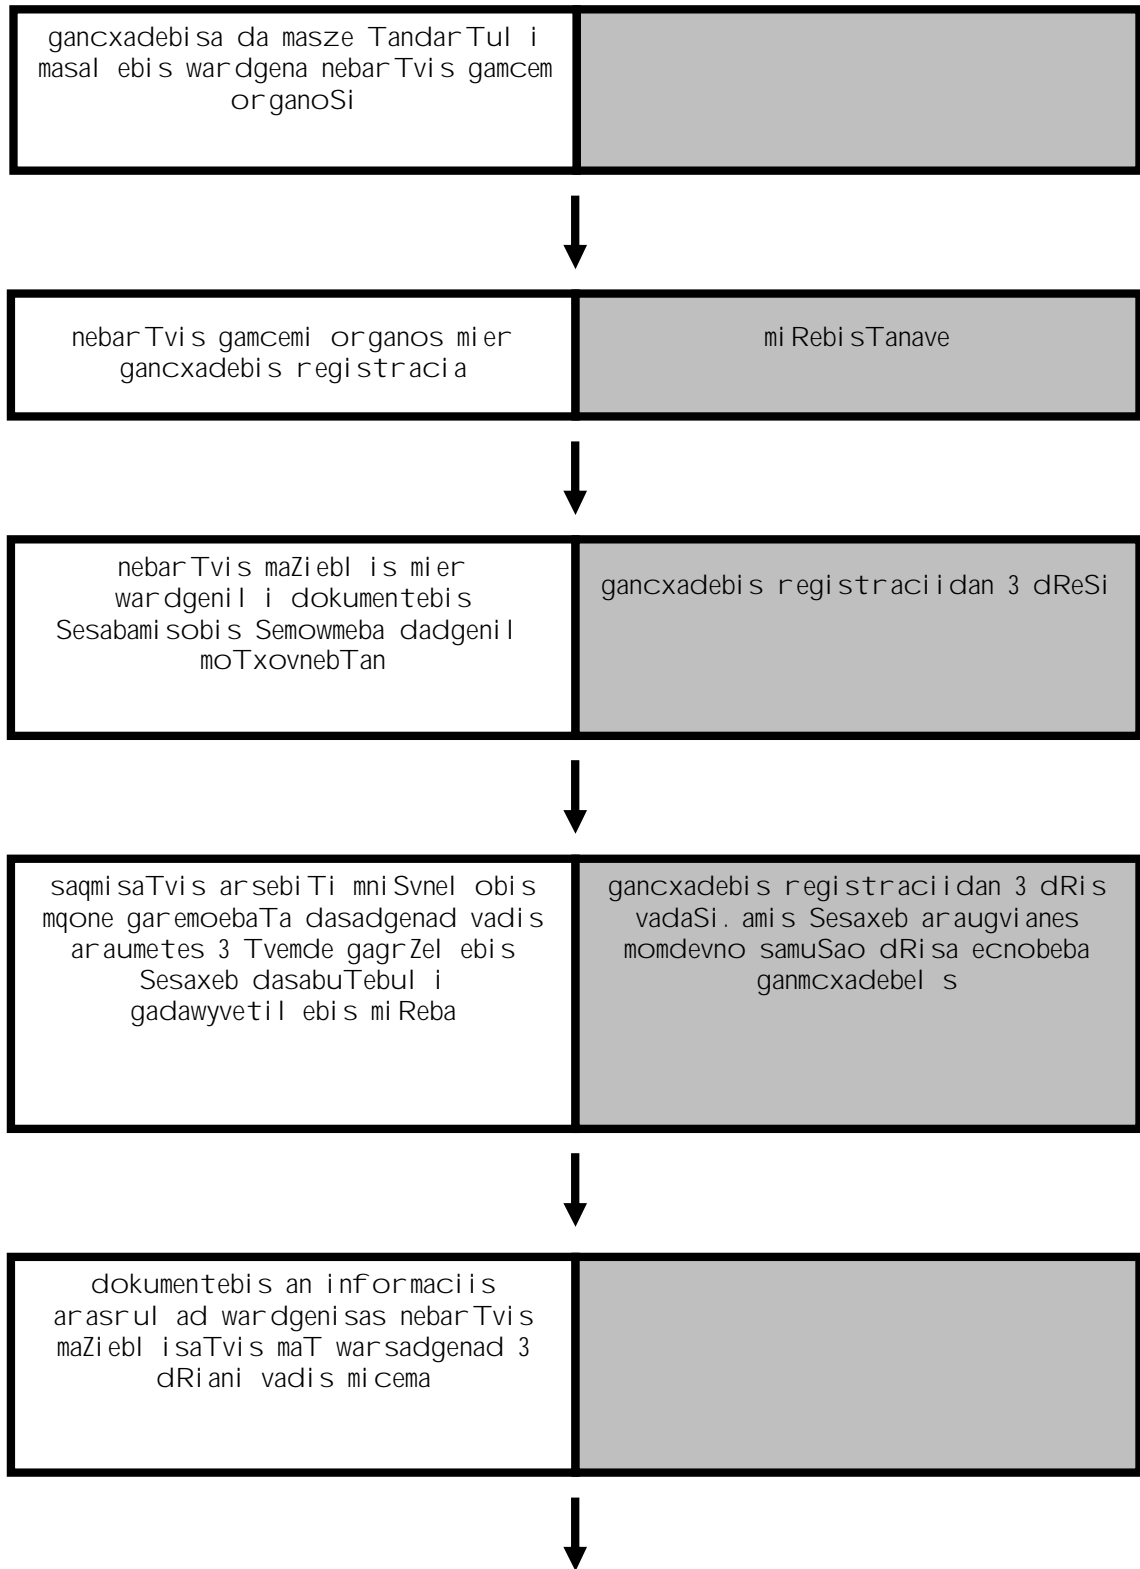 gancxadebisa da masze TandarTuli
masalebis wardgena nebarTvis gamcem
organoSi
nebarTvis gamcemi organos mier
gancxadebis registracia
miRebisTanave
nebarTvis maZieblis mier
wardgenili dokumentebis
Sesabamisobis Semowmeba dadgenil
moTxovnebTan
gancxadebis registraciidan 3 dReSi
saqmisaTvis arsebiTi mniSvnelobis
mqone garemoebaTa dasadgenad vadis
araumetes 3 Tvemde gagrZelebis
Sesaxeb dasabuTebuli
gadawyvetilebis miReba
gancxadebis registraciidan 3 dRis
vadaSi. amis Sesaxeb araugvianes
momdevno samuSao dRisa ecnobeba
ganmcxadebels
dokumentebis an informaciis
arasrulad wardgenisas nebarTvis
maZieblisaTvis maT warsadgenad 3
dRiani vadis micema